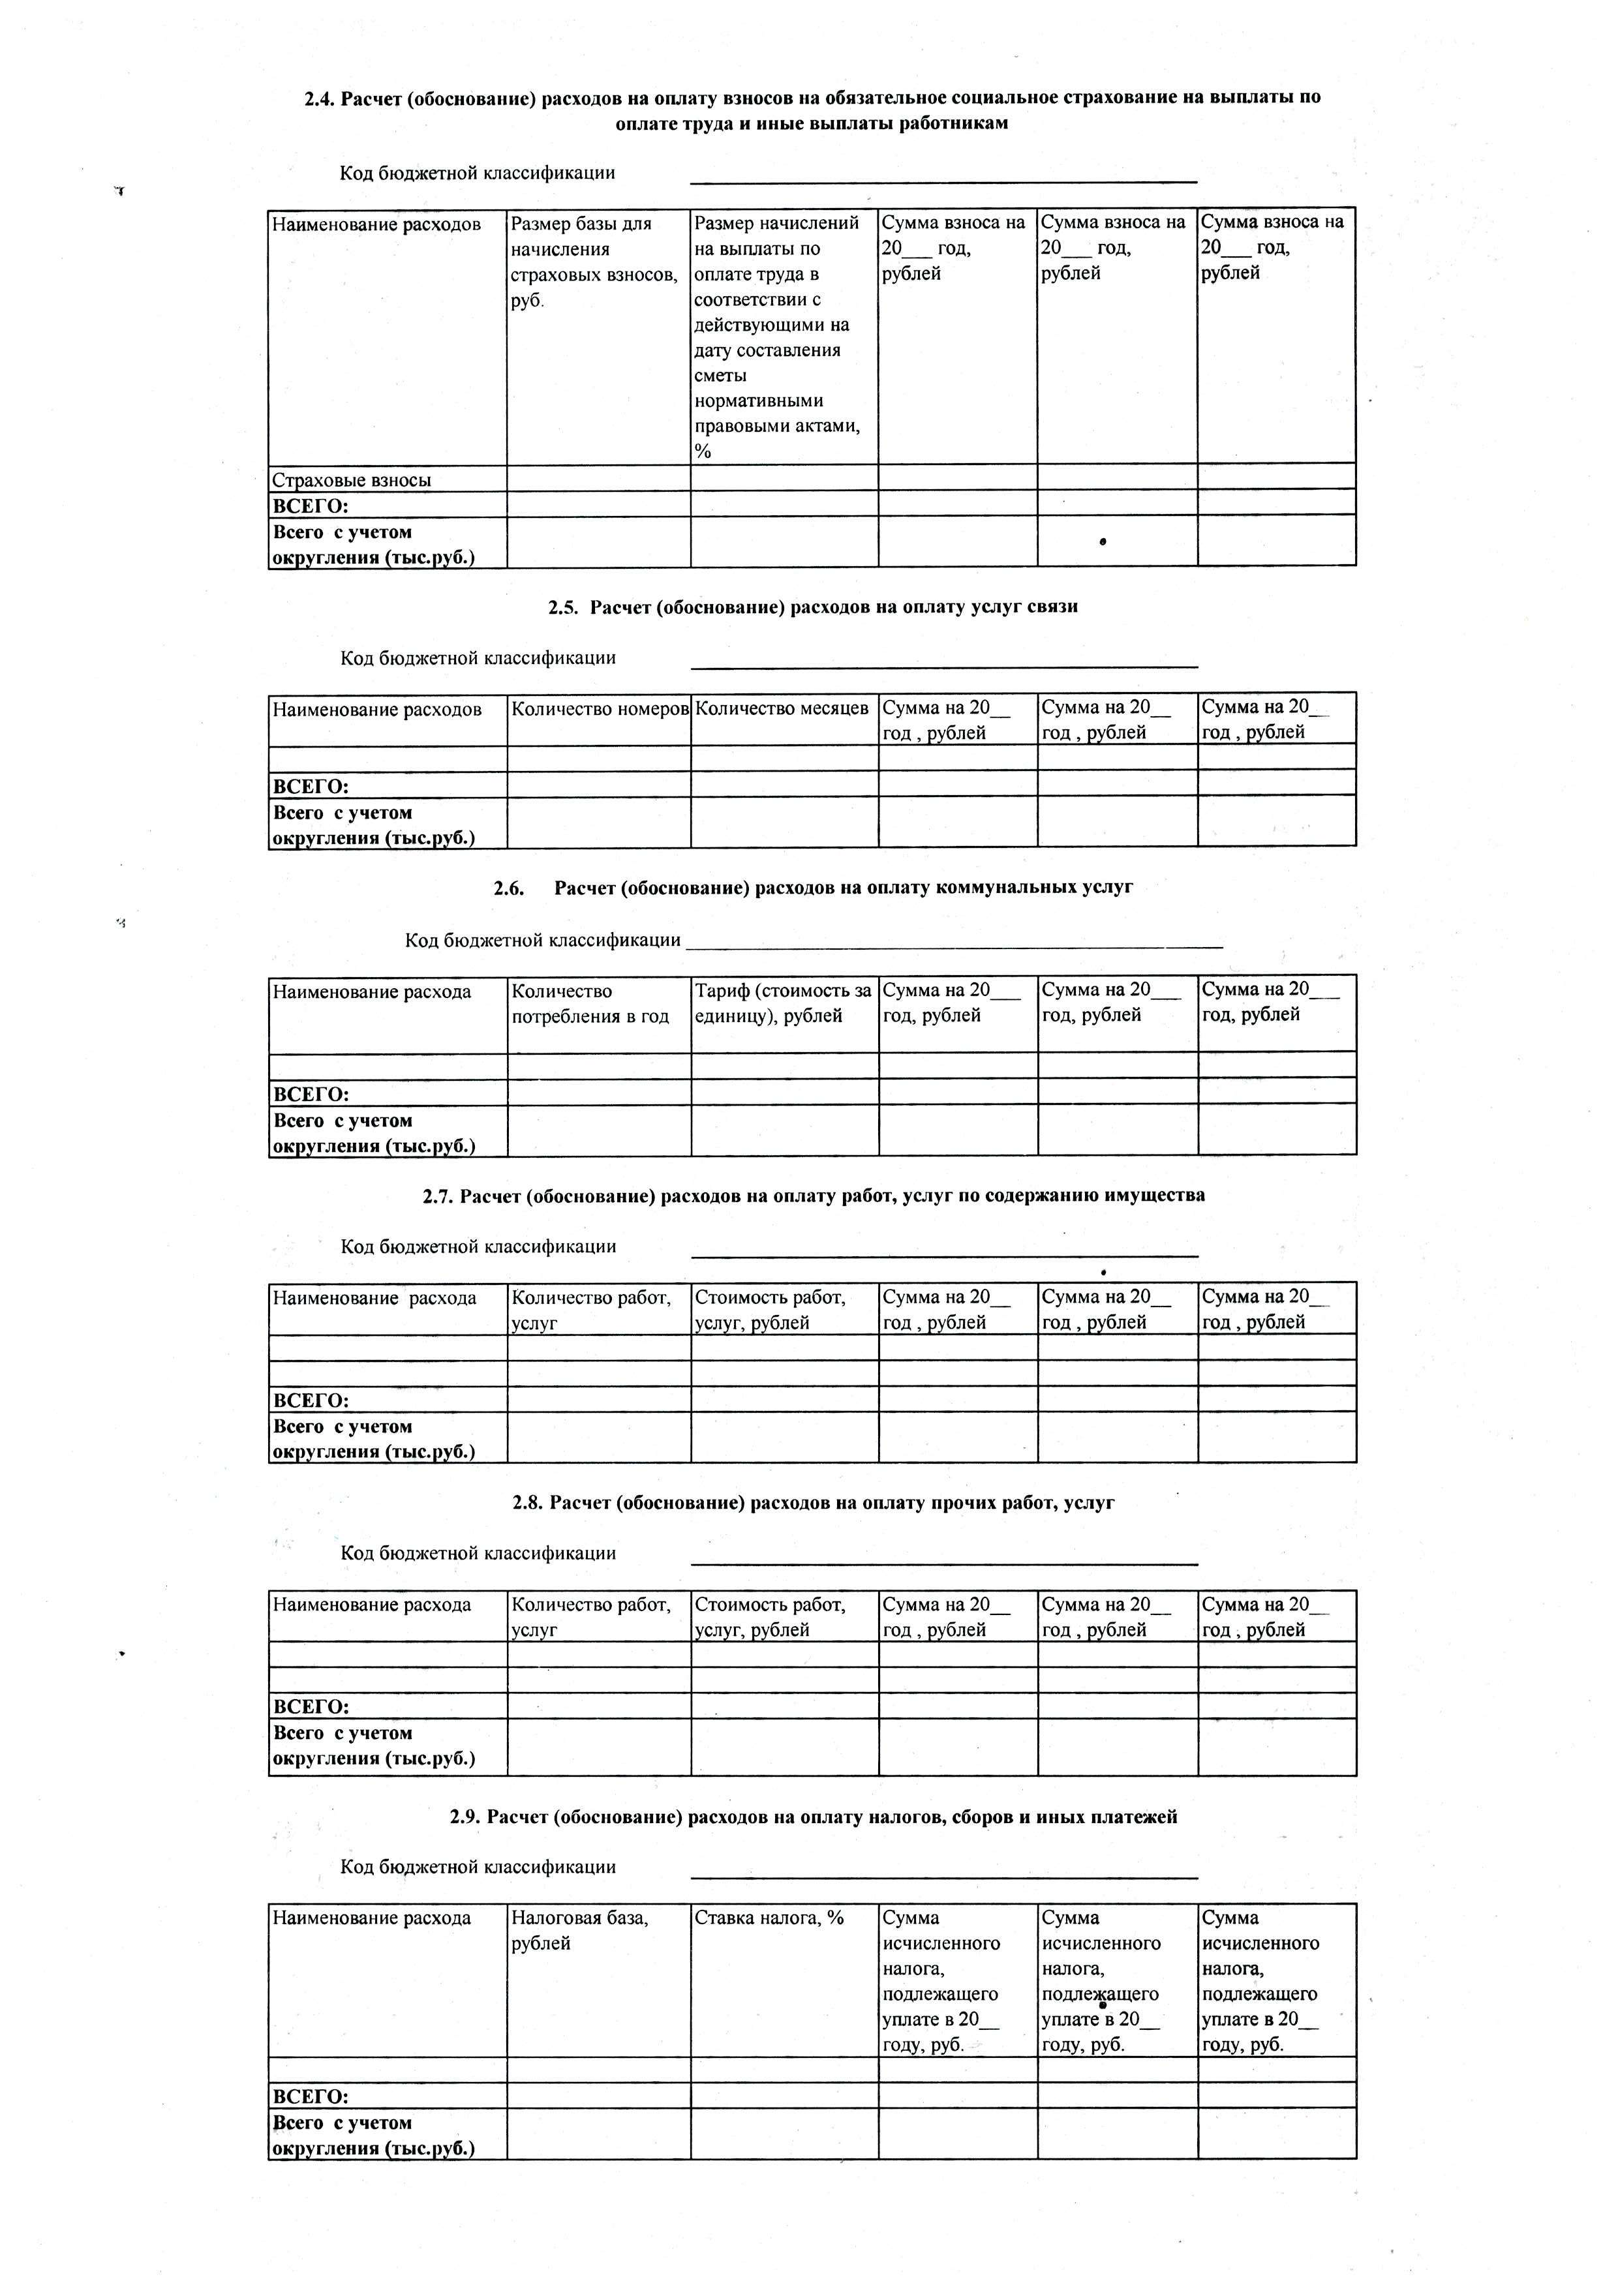 2.4. Расчет (обоснование) расходов на оплату взносов на обязательное социальное страхование на выплаты по
оплате труда и иные выплаты работникам
Код бюджетной классификации
Наименование расходов
Размер базы для
начисления
страховых взносов,
руб.
Размер начислений
на выплаты по
оплате труда в
соответствии с
действующими на
дату составления
сметы
нормативными
правовыми актами,
%
Сумма взноса на
20___ год,
рублей
Сумма взноса на
20___ год,
рублей
Сумма взноса на
20___ год,
рублей
Страховые взносы
ВСЕГО:
Всего с учетом
округления (тыс.руб.)
2.5. Расчет (обоснование) расходов на оплату услуг связи
Код бюджетной классификации
Наименование расходов
Количество номеров
Количество месяцев
Сумма на 20__
год , рублей
Сумма на 20__
год , рублей
Сумма на 20__
год , рублей
ВСЕГО:
Всего с учетом
округления (тыс.руб.)
2.6. Расчет (обоснование) расходов на оплату коммунальных услуг
Код бюджетной классификации
Наименование расхода
Количество
потребления в год
Тариф (стоимость за
единицу), рублей
Сумма на 20___
год, рублей
Сумма на 20___
год, рублей
Сумма на 20___
год, рублей
ВСЕГО:
Всего с учетом
округления (тыс.руб.)
2.7. Расчет (обоснование) расходов на оплату работ, услуг по содержанию имущества
Код бюджетной классификации
Наименование расхода
Количество работ,
услуг
Стоимость работ,
услуг, рублей
Сумма на 20__
год , рублей
Сумма на 20__
год , рублей
Сумма на 20__
год , рублей
ВСЕГО:
Всего с учетом
округления (тыс.руб.)
2.8. Расчет (обоснование) расходов на оплату прочих работ, услуг
Код бюджетной классификации
Наименование расхода
Количество работ,
услуг
Стоимость работ,
услуг, рублей
Сумма на 20__
год , рублей
Сумма на 20__
год , рублей
Сумма на 20__
год , рублей
ВСЕГО:
Всего с учетом
округления (тыс.руб.)
2.9. Расчет (обоснование) расходов на оплату налогов, сборов и иных платежей
Код бюджетной классификации
Наименование расхода
Налоговая база,
рублей
Ставка налога, %
Сумма
исчисленного
налога,
подлежащего
уплате в 20__
году, руб.
Сумма
исчисленного
налога,
подлежащего
уплате в 20__
году, руб.
Сумма
исчисленного
налога,
подлежащего
уплате в 20__
году, руб.
ВСЕГО:
Всего с учетом
округления (тыс.руб.)